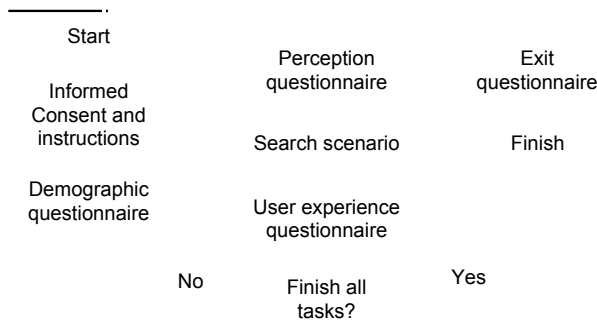 Start
Informed
Consent and
instructions
Demographic
questionnaire
Perception
questionnaire
Search scenario
User experience
questionnaire
No
Finish all
tasks?
Yes
Exit
questionnaire
Finish